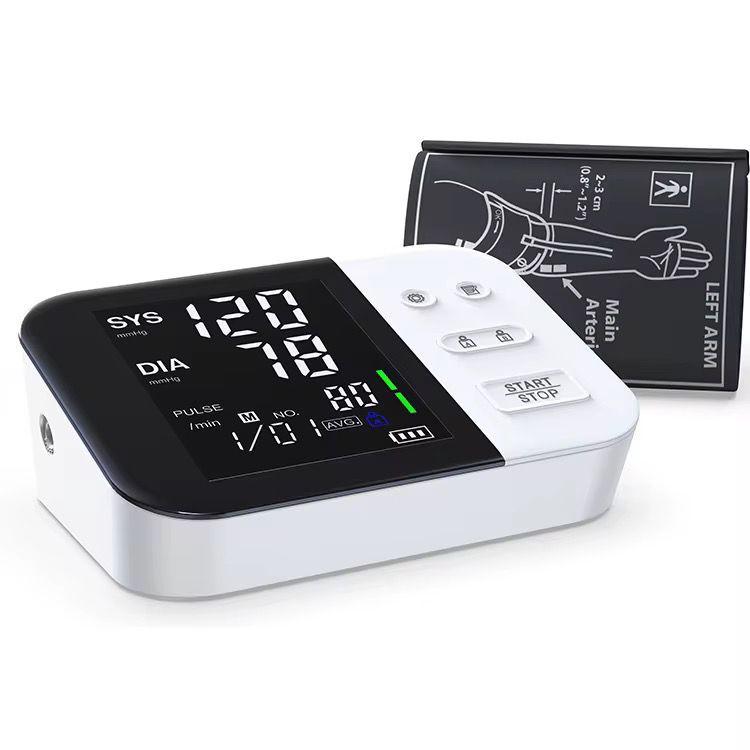 SYS 120
mmHg
DIA 78
mmHg
PULSE 80
/min M NO.
1/01 AVG. A
A B
START
STOP
2~3 cm
(0.8"~1.2")
OK
Main
Arteri
LEFT ARM